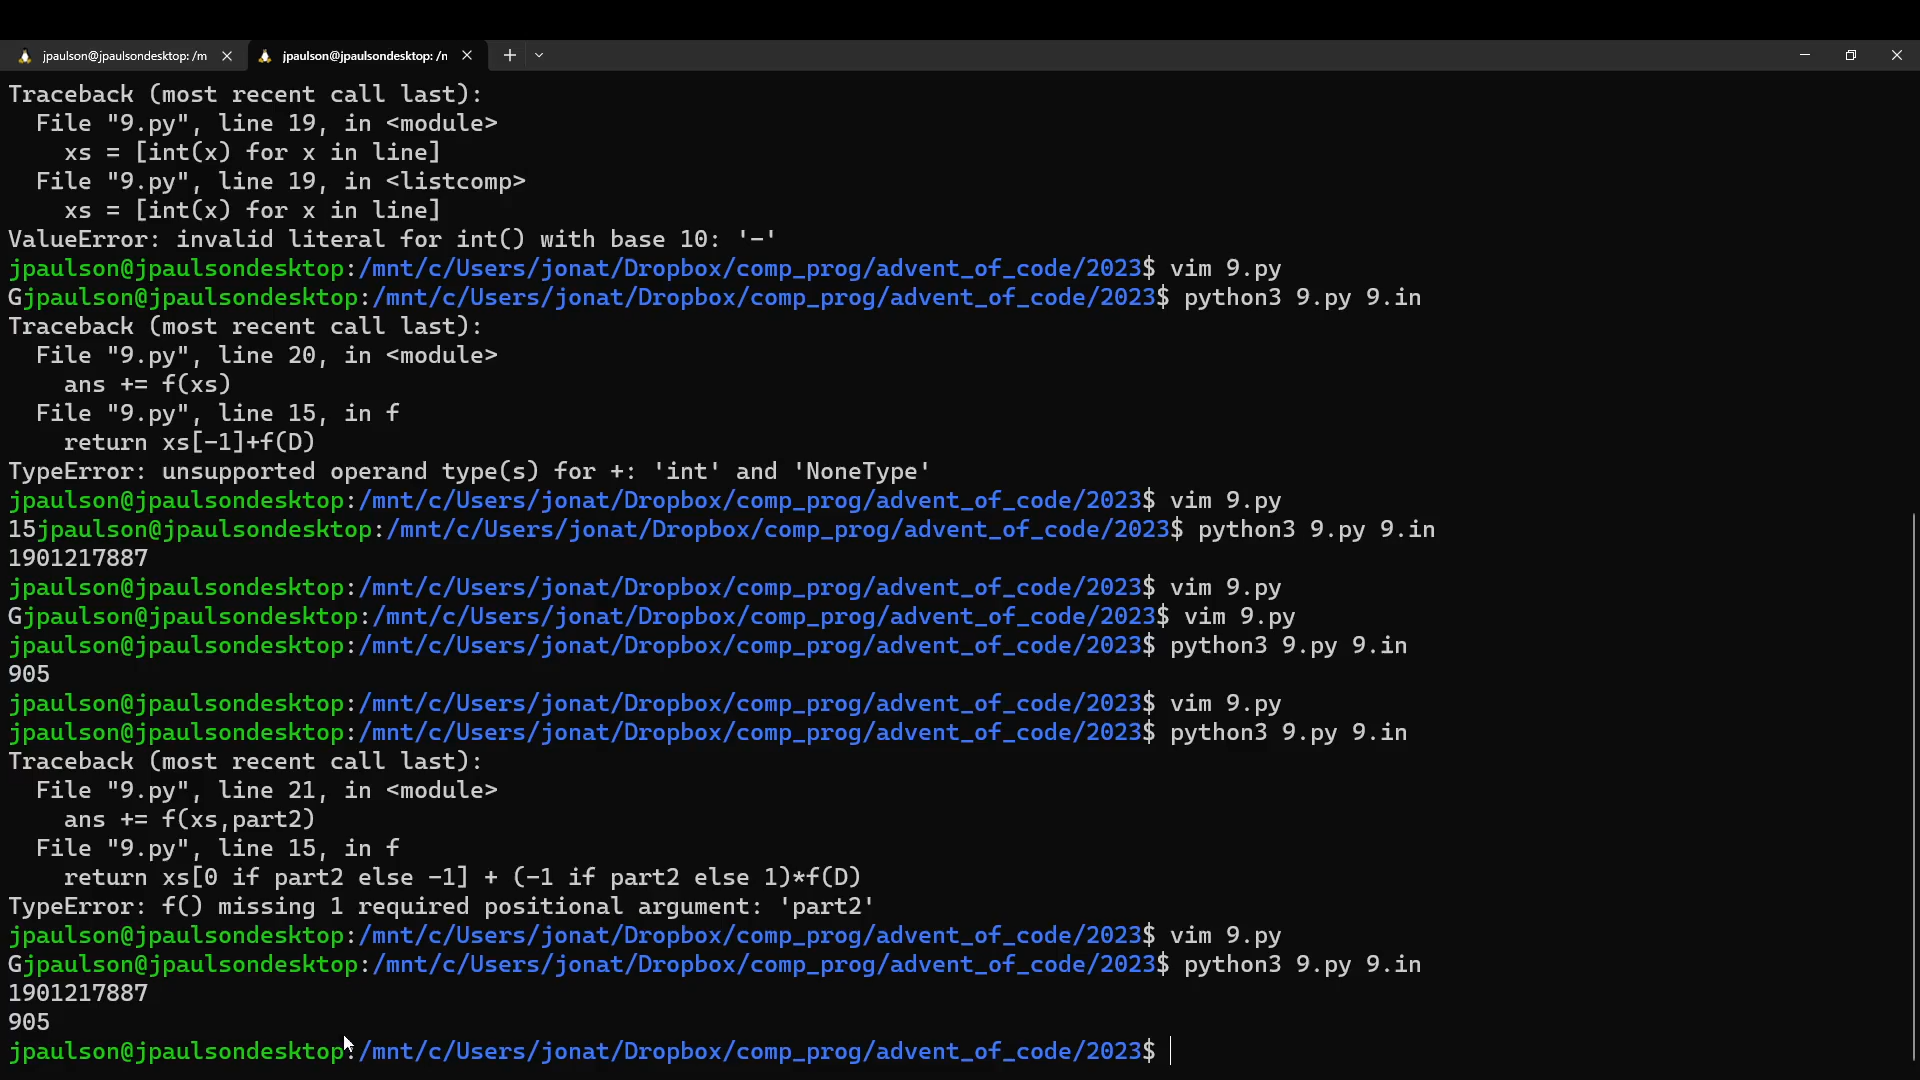 jpaulson@jpaulsondesktop: /m
jpaulson@jpaulsondesktop: /n
Traceback (most recent call last):
  File "9.py", line 19, in <module>
    xs = [int(x) for x in line]
  File "9.py", line 19, in <listcomp>
    xs = [int(x) for x in line]
ValueError: invalid literal for int() with base 10: '-'
jpaulson@jpaulsondesktop:/mnt/c/Users/jonat/Dropbox/comp_prog/advent_of_code/2023$ vim 9.py
Gjpaulson@jpaulsondesktop:/mnt/c/Users/jonat/Dropbox/comp_prog/advent_of_code/2023$ python3 9.py 9.in
Traceback (most recent call last):
  File "9.py", line 20, in <module>
    ans += f(xs)
  File "9.py", line 15, in f
    return xs[-1]+f(D)
TypeError: unsupported operand type(s) for +: 'int' and 'NoneType'
jpaulson@jpaulsondesktop:/mnt/c/Users/jonat/Dropbox/comp_prog/advent_of_code/2023$ vim 9.py
15jpaulson@jpaulsondesktop:/mnt/c/Users/jonat/Dropbox/comp_prog/advent_of_code/2023$ python3 9.py 9.in
1901217887
jpaulson@jpaulsondesktop:/mnt/c/Users/jonat/Dropbox/comp_prog/advent_of_code/2023$ vim 9.py
Gjpaulson@jpaulsondesktop:/mnt/c/Users/jonat/Dropbox/comp_prog/advent_of_code/2023$ vim 9.py
jpaulson@jpaulsondesktop:/mnt/c/Users/jonat/Dropbox/comp_prog/advent_of_code/2023$ python3 9.py 9.in
905
jpaulson@jpaulsondesktop:/mnt/c/Users/jonat/Dropbox/comp_prog/advent_of_code/2023$ vim 9.py
jpaulson@jpaulsondesktop:/mnt/c/Users/jonat/Dropbox/comp_prog/advent_of_code/2023$ python3 9.py 9.in
Traceback (most recent call last):
  File "9.py", line 21, in <module>
    ans += f(xs,part2)
  File "9.py", line 15, in f
    return xs[0 if part2 else -1] + (-1 if part2 else 1)*f(D)
TypeError: f() missing 1 required positional argument: 'part2'
jpaulson@jpaulsondesktop:/mnt/c/Users/jonat/Dropbox/comp_prog/advent_of_code/2023$ vim 9.py
Gjpaulson@jpaulsondesktop:/mnt/c/Users/jonat/Dropbox/comp_prog/advent_of_code/2023$ python3 9.py 9.in
1901217887
905
jpaulson@jpaulsondesktop:/mnt/c/Users/jonat/Dropbox/comp_prog/advent_of_code/2023$